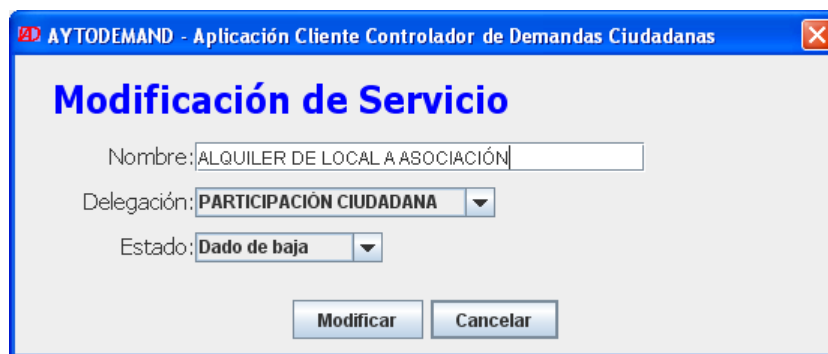 AYTODEMAND - Aplicación Cliente Controlador de Demandas Ciudadanas
Modificación de Servicio
Nombre: ALQUILER DE LOCAL A ASOCIACIÓN
Delegación: PARTICIPACIÓN CIUDADANA
Estado: Dado de baja
Modificar Cancelar